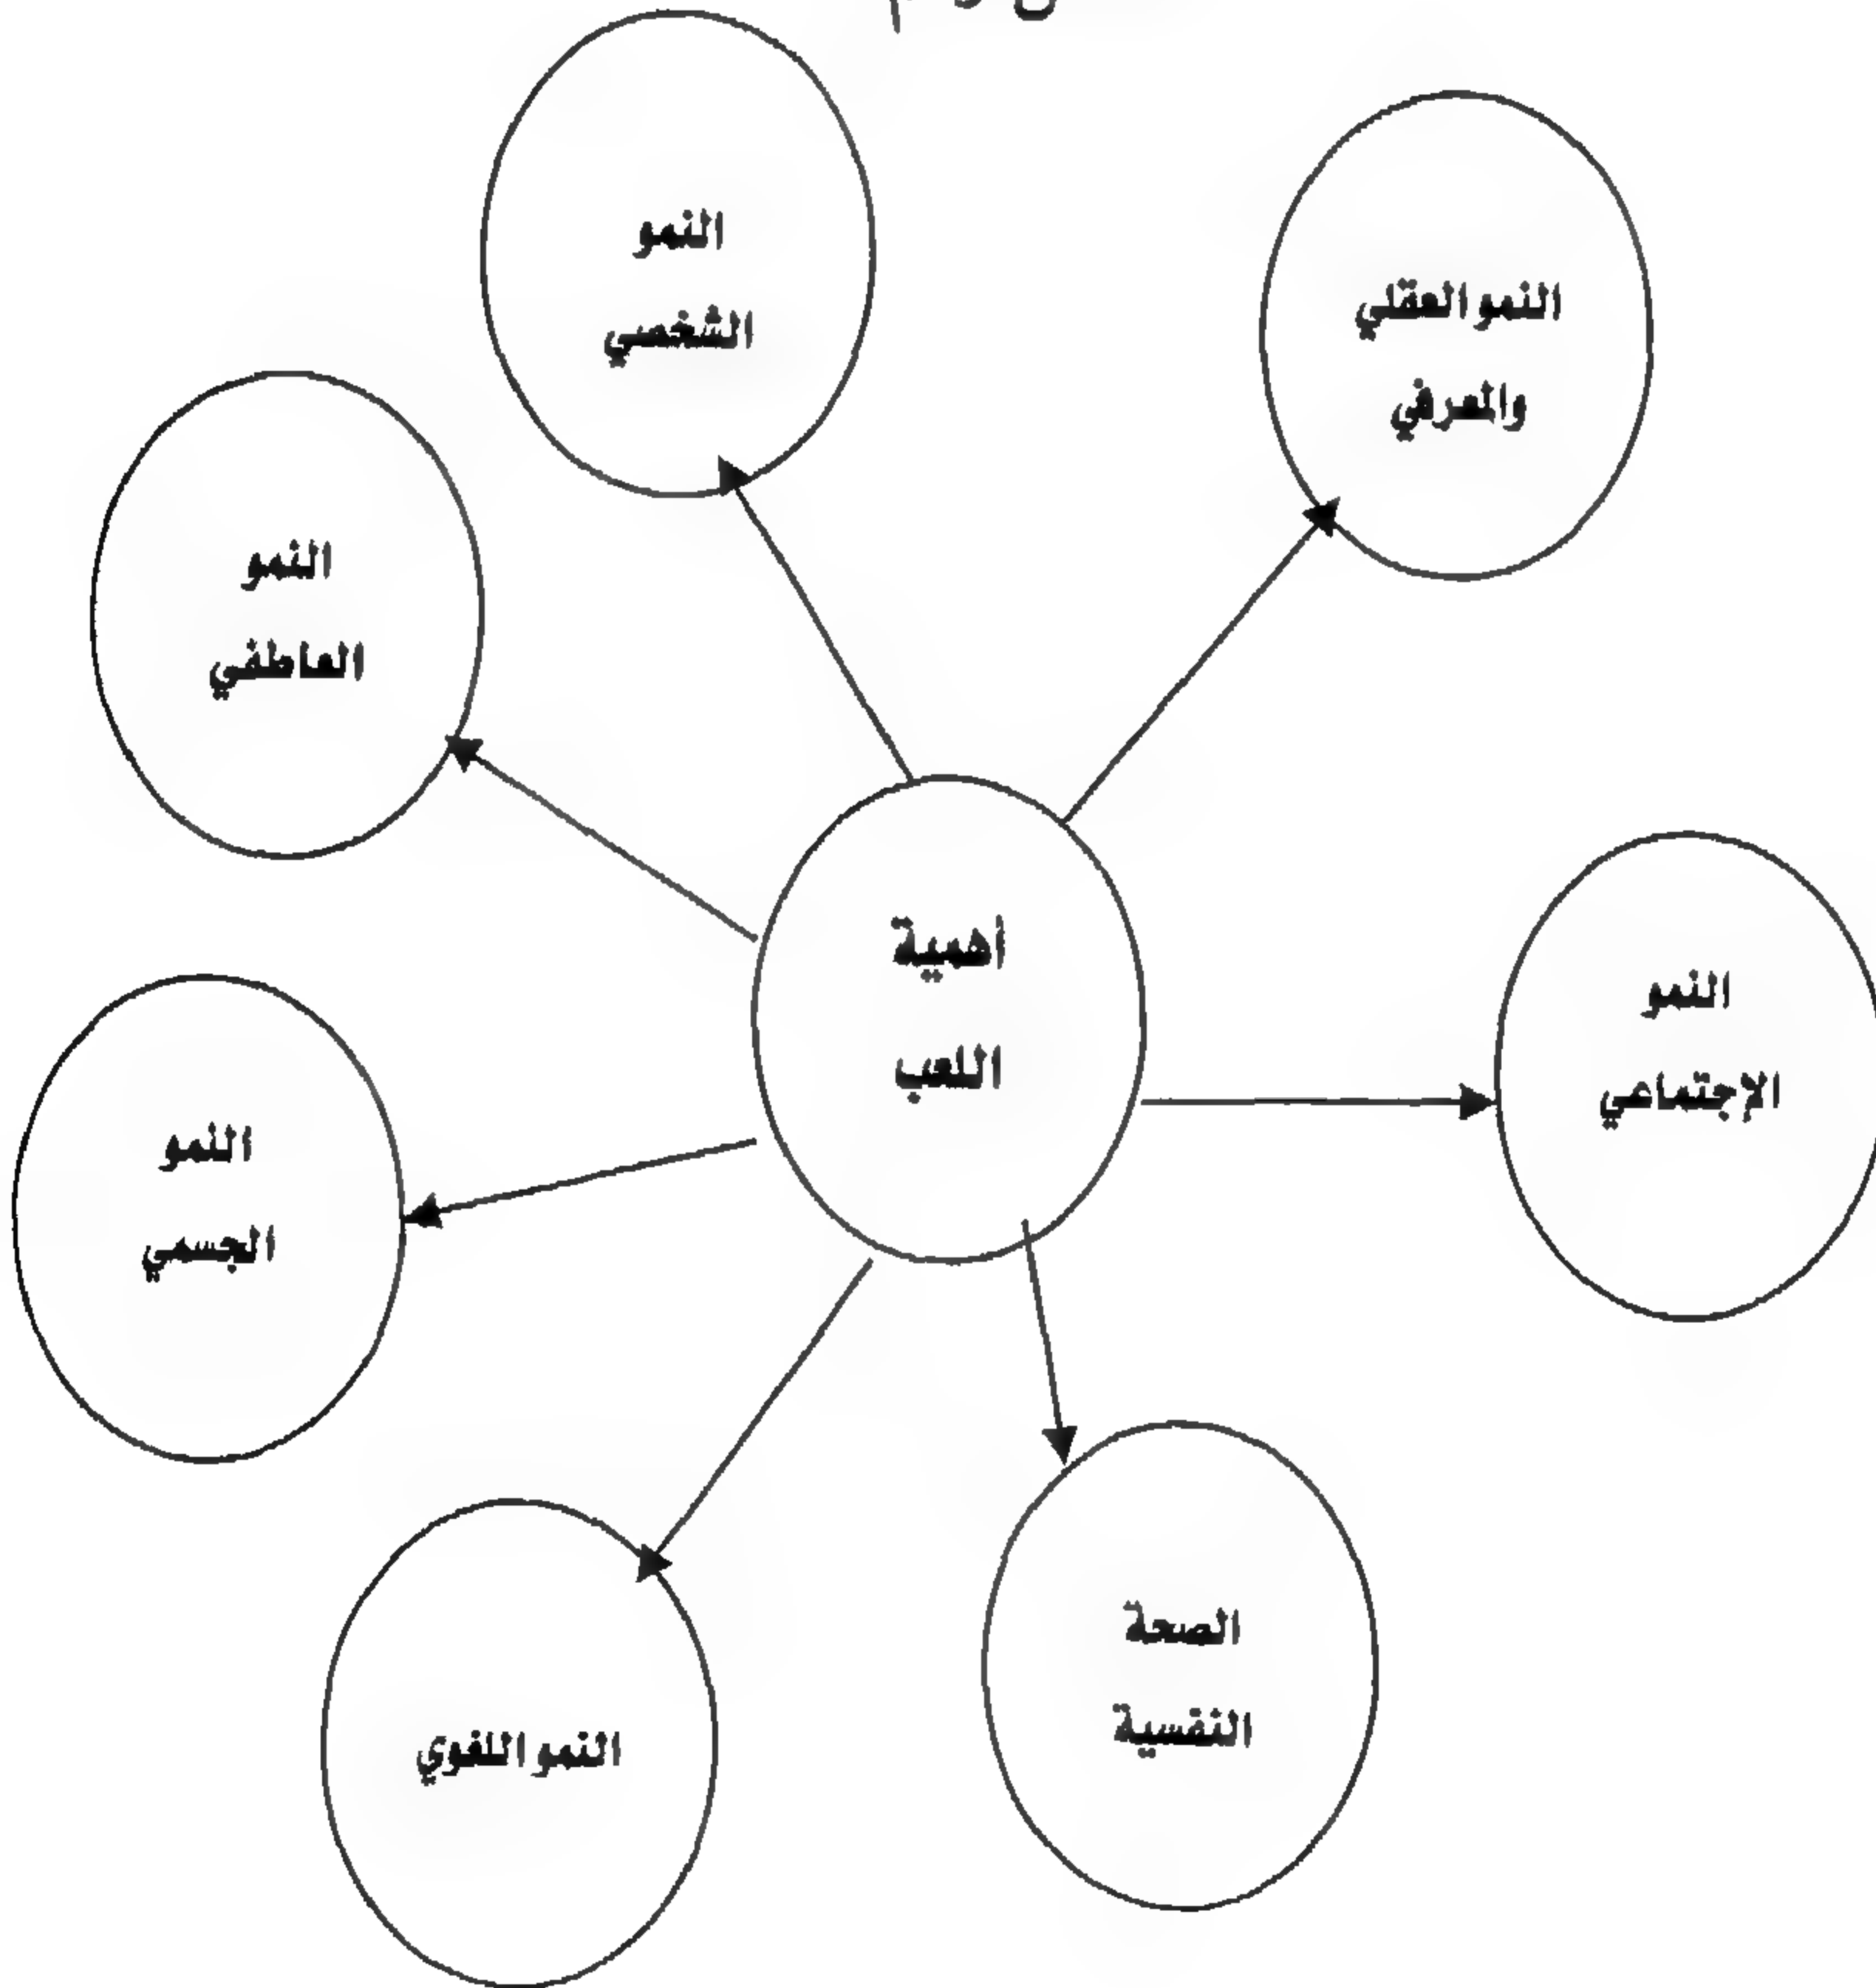 النمو
الشخصي
النمو العقلي
والمعرفي
النمو
العاطفي
أهمية
اللعب
النمو
الإجتماعي
النمو
الجسمي
الصحة
النفسية
النمو اللغوي